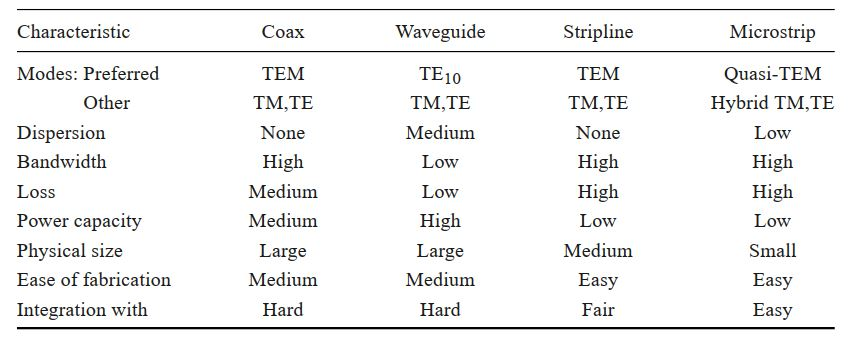 Characteristic Coax Waveguide Stripline Microstrip
Modes: Preferred TEM TE10 TEM Quasi-TEM
Other TM,TE TM,TE TM,TE Hybrid TM,TE
Dispersion None Medium None Low
Bandwidth High Low High High
Loss Medium Low High High
Power capacity Medium High Low Low
Physical size Large Large Medium Small
Ease of fabrication Medium Medium Easy Easy
Integration with Hard Hard Fair Easy